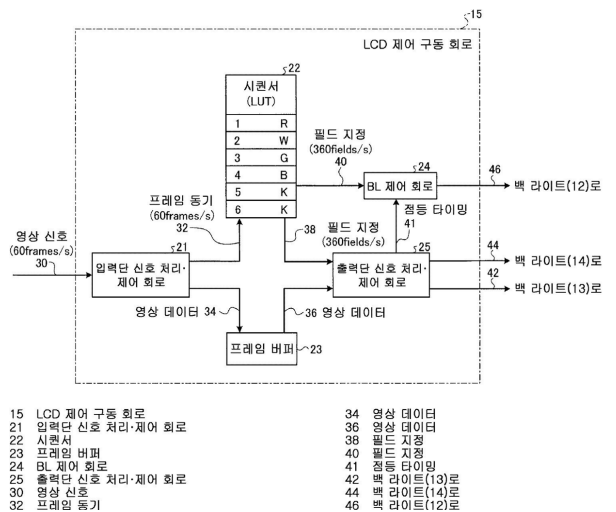 15
LCD 제어 구동 회로
22
시퀀서
(LUT)
1 R
2 W
3 G
4 B
5 K
6 K
필드 지정
(360fields/s)
40
24
BL 제어 회로
46
백 라이트(12)로
점등 타이밍
41
프레임 동기
(60frames/s)
32
38
필드 지정
(360fields/s)
영상 신호
(60frames/s)
30
21
입력단 신호 처리·
제어 회로
25
출력단 신호 처리·
제어 회로
44
백 라이트(14)로
42
백 라이트(13)로
영상 데이터 34
36 영상 데이터
프레임 버퍼
23
15 LCD 제어 구동 회로
21 입력단 신호 처리·제어 회로
22 시퀀서
23 프레임 버퍼
24 BL 제어 회로
25 출력단 신호 처리·제어 회로
30 영상 신호
32 프레임 동기
34 영상 데이터
36 영상 데이터
38 필드 지정
40 필드 지정
41 점등 타이밍
42 백 라이트(13)로
44 백 라이트(14)로
46 백 라이트(12)로